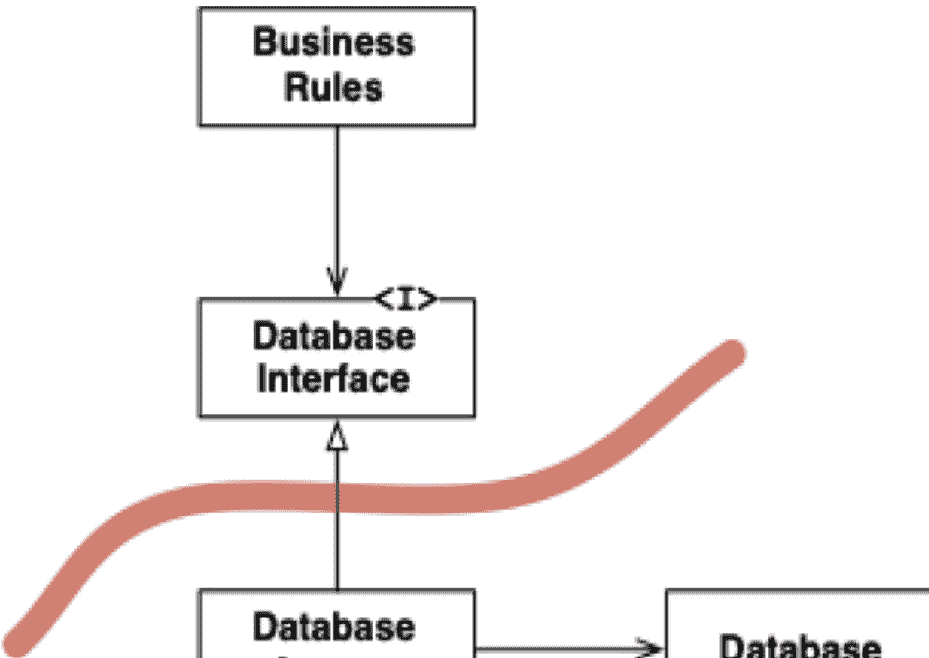 Business
Rules
<I>
Database
Interface
Database
Database